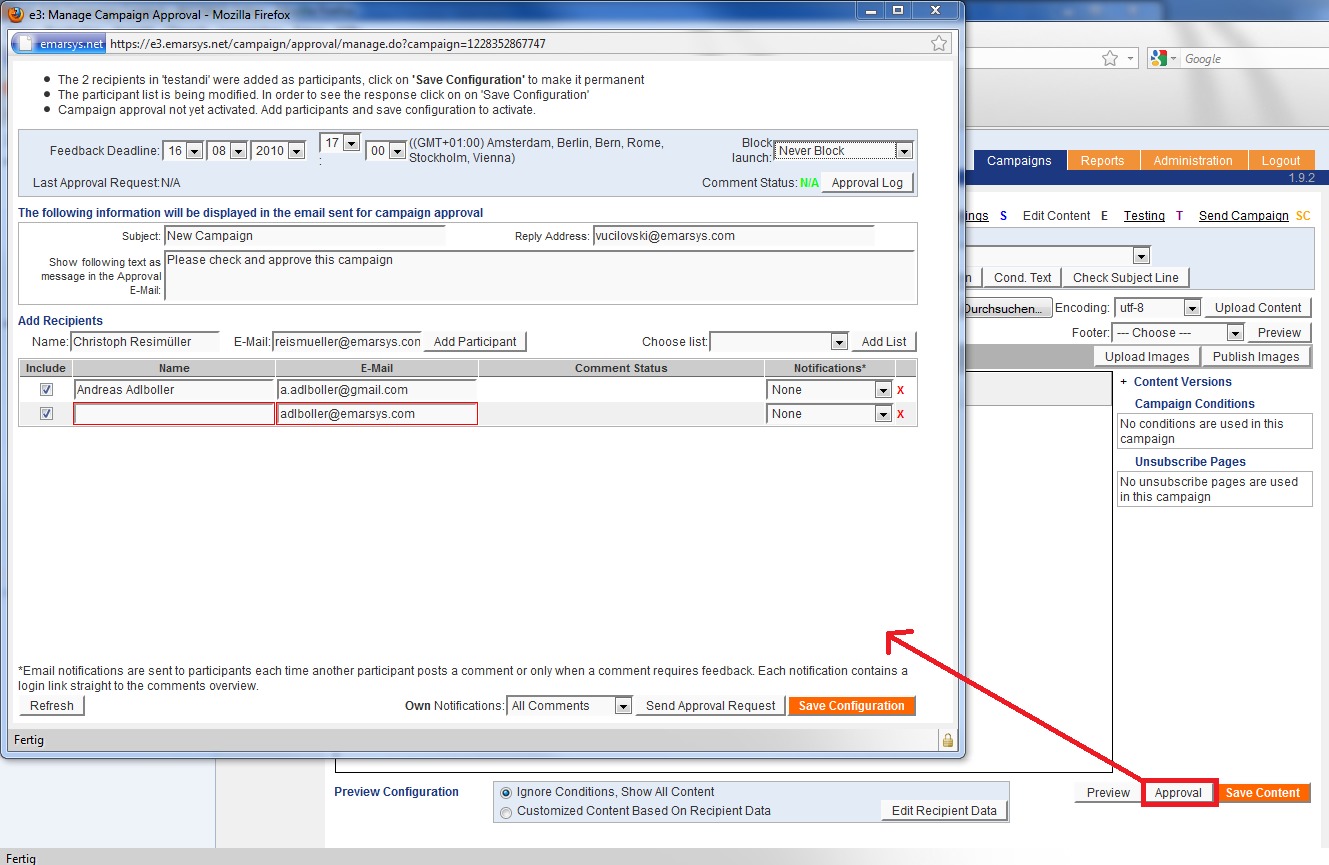 e3: Manage Campaign Approval - Mozilla Firefox
emarsys.net https://e3.emarsys.net/campaign/approval/manage.do?campaign=1228352867747
The 2 recipients in 'testandi' were added as participants, click on 'Save Configuration' to make it permanent
The participant list is being modified. In order to see the response click on on 'Save Configuration'
Campaign approval not yet activated. Add participants and save configuration to activate.
Feedback Deadline: 16 08 2010 17 : 00 ((GMT+01:00) Amsterdam, Berlin, Bern, Rome,
Stockholm, Vienna)
Block
launch: Never Block
Last Approval Request: N/A Comment Status: N/A Approval Log
The following information will be displayed in the email sent for campaign approval
Subject: New Campaign Reply Address: vucilovski@emarsys.com
Show following text as
message in the Approval
E-Mail:
Please check and approve this campaign
Add Recipients
Name: Christoph Resimüller E-Mail: reismueller@emarsys.con Add Participant Choose list: Add List
Include Name E-Mail Comment Status Notifications*
Andreas Adlboller a.adlboller@gmail.com None X
adlboller@emarsys.com None X
*Email notifications are sent to participants each time another participant posts a comment or only when a comment requires feedback. Each notification contains a
login link straight to the comments overview.
Refresh Own Notifications: All Comments Send Approval Request Save Configuration
Fertig
Google
Campaigns Reports Administration Logout
1.9.2
ngs S Edit Content E Testing T Send Campaign SC
n Cond. Text Check Subject Line
Durchsuchen... Encoding: utf-8 Upload Content
Footer: --- Choose --- Preview
Upload Images Publish Images
+ Content Versions
Campaign Conditions
No conditions are used in this
campaign
Unsubscribe Pages
No unsubscribe pages are used
in this campaign
Preview Configuration
Ignore Conditions, Show All Content
Customized Content Based On Recipient Data
Edit Recipient Data
Preview Approval Save Content
Fertig